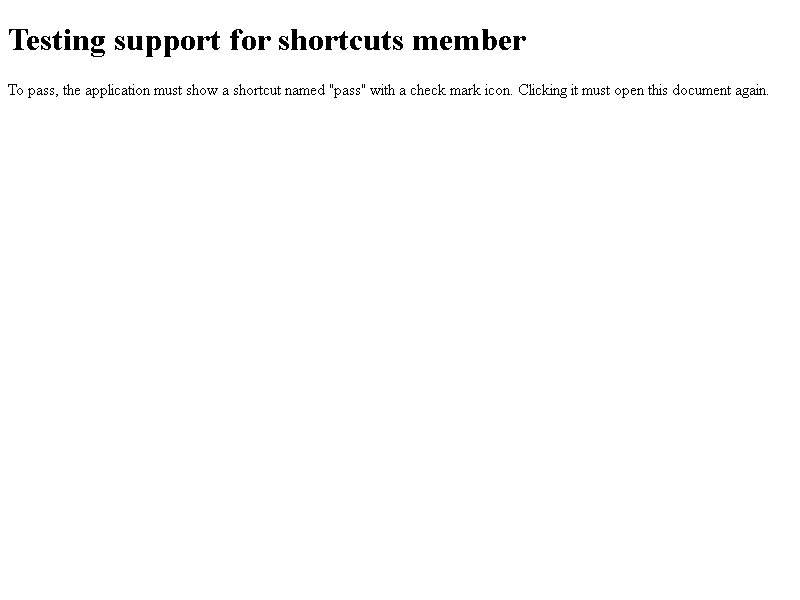 Testing support for shortcuts member
To pass, the application must show a shortcut named "pass" with a check mark icon. Clicking it must open this document again.